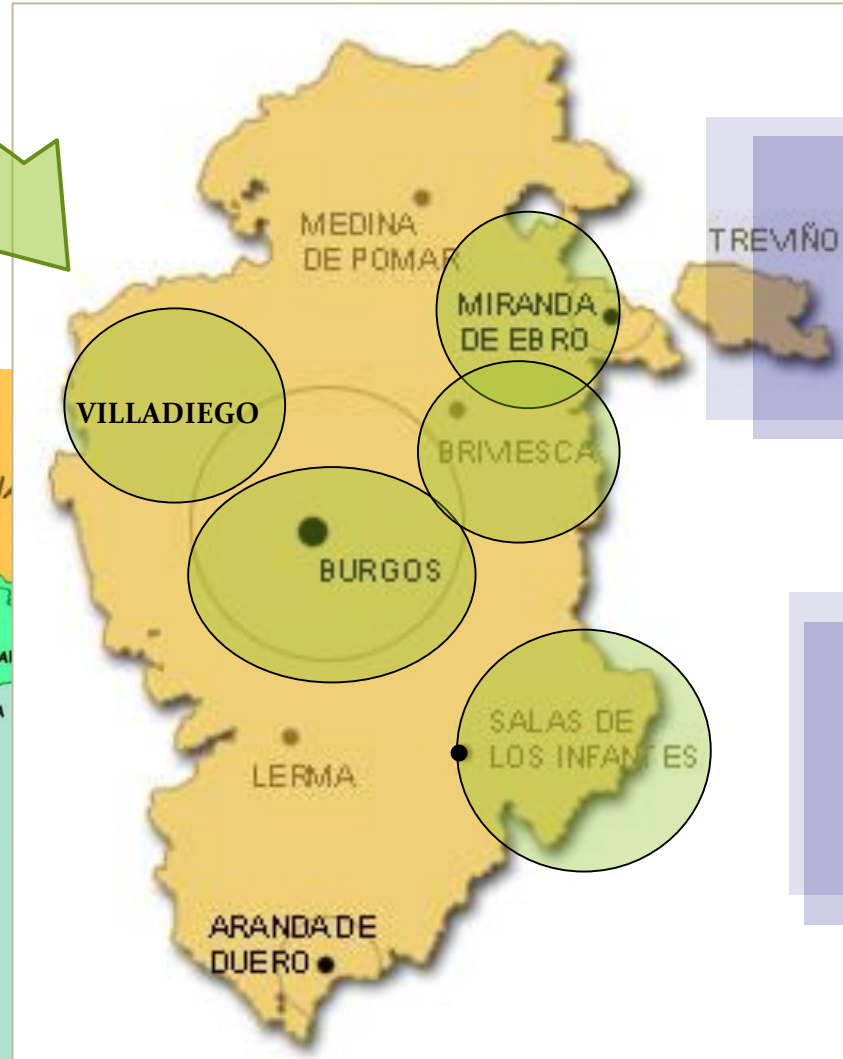 MEDINA
DE POMAR
TREVIÑO
MIRANDA
DE EBRO
VILLADIEGO
BRIVIESCA
BURGOS
SALAS DE
LOS INFANTES
LERMA
ARANDA DE
DUERO